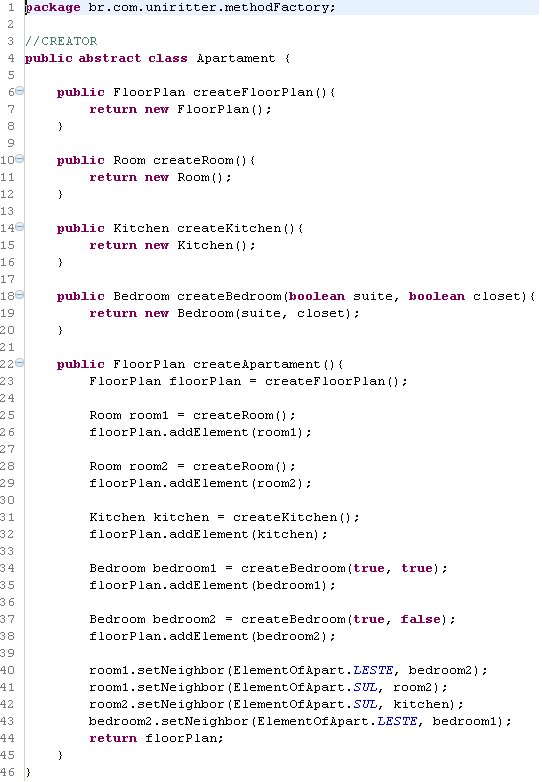 1 package br.com.uniritter.methodFactory;
2
3 //CREATOR
4 public abstract class Apartament {
5
6 public FloorPlan createFloorPlan(){
7 return new FloorPlan();
8 }
9
10 public Room createRoom(){
11 return new Room();
12 }
13
14 public Kitchen createKitchen(){
15 return new Kitchen();
16 }
17
18 public Bedroom createBedroom(boolean suite, boolean closet){
19 return new Bedroom(suite, closet);
20 }
21
22 public FloorPlan createApartament(){
23 FloorPlan floorPlan = createFloorPlan();
24
25 Room room1 = createRoom();
26 floorPlan.addElement(room1);
27
28 Room room2 = createRoom();
29 floorPlan.addElement(room2);
30
31 Kitchen kitchen = createKitchen();
32 floorPlan.addElement(kitchen);
33
34 Bedroom bedroom1 = createBedroom(true, true);
35 floorPlan.addElement(bedroom1);
36
37 Bedroom bedroom2 = createBedroom(true, false);
38 floorPlan.addElement(bedroom2);
39
40 room1.setNeighbor(ElementOfApart.LESTE, bedroom2);
41 room1.setNeighbor(ElementOfApart.SUL, room2);
42 room2.setNeighbor(ElementOfApart.SUL, kitchen);
43 bedroom2.setNeighbor(ElementOfApart.LESTE, bedroom1);
44 return floorPlan;
45 }
46 }